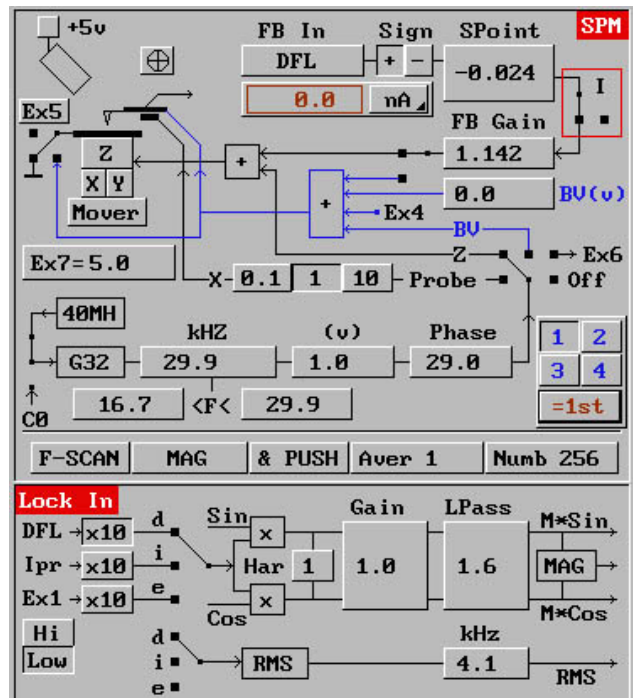 +5v
FB In Sign SPoint SPM
DFL + - -0.024
0.0 nA
I
Ex5
FB Gain
Z + 1.142
X Y
Mover
+ 0.0 BV(v)
Ex4
BV
Ex7=5.0
Z Ex6
X 0.1 1 10 Probe Off
40MH
kHZ (v) Phase
G32 29.9 1.0 29.0
1 2
3 4
16.7 <F< 29.9
=1st
C0
F-SCAN MAG & PUSH Aver 1 Numb 256
Lock In
Gain LPass
DFL x10 d Sin x M*Sin
Ipr x10 i Har 1 1.0 1.6 MAG
Ex1 x10 e Cos x M*Cos
Hi
Low
kHz
d
i RMS 4.1 RMS
e